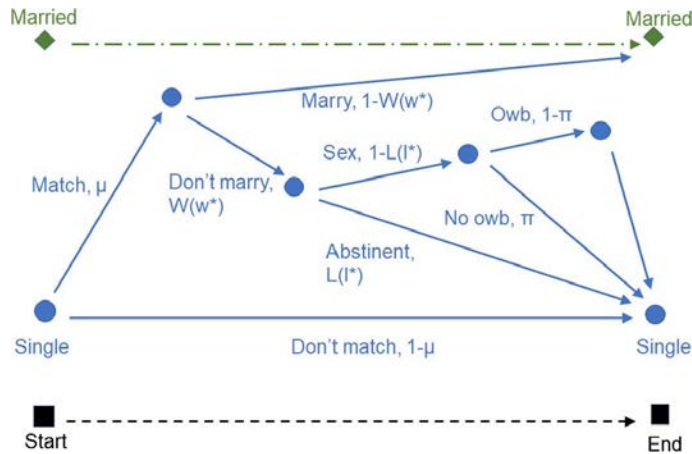 Married
Married
Marry, 1-W(w*)
Owb, 1-π
Sex, 1-L(l*)
Match, μ
Don't marry,
W(w*)
No owb, π
Abstinent,
L(l*)
Single
Don't match, 1-μ
Single
Start
End